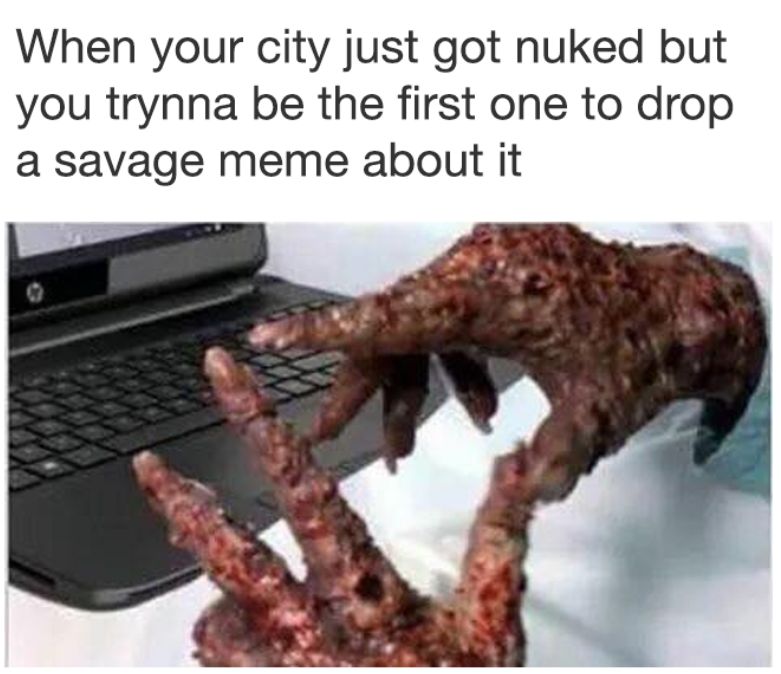 When your city just got nuked but
you trynna be the first one to drop
a savage meme about it
hp